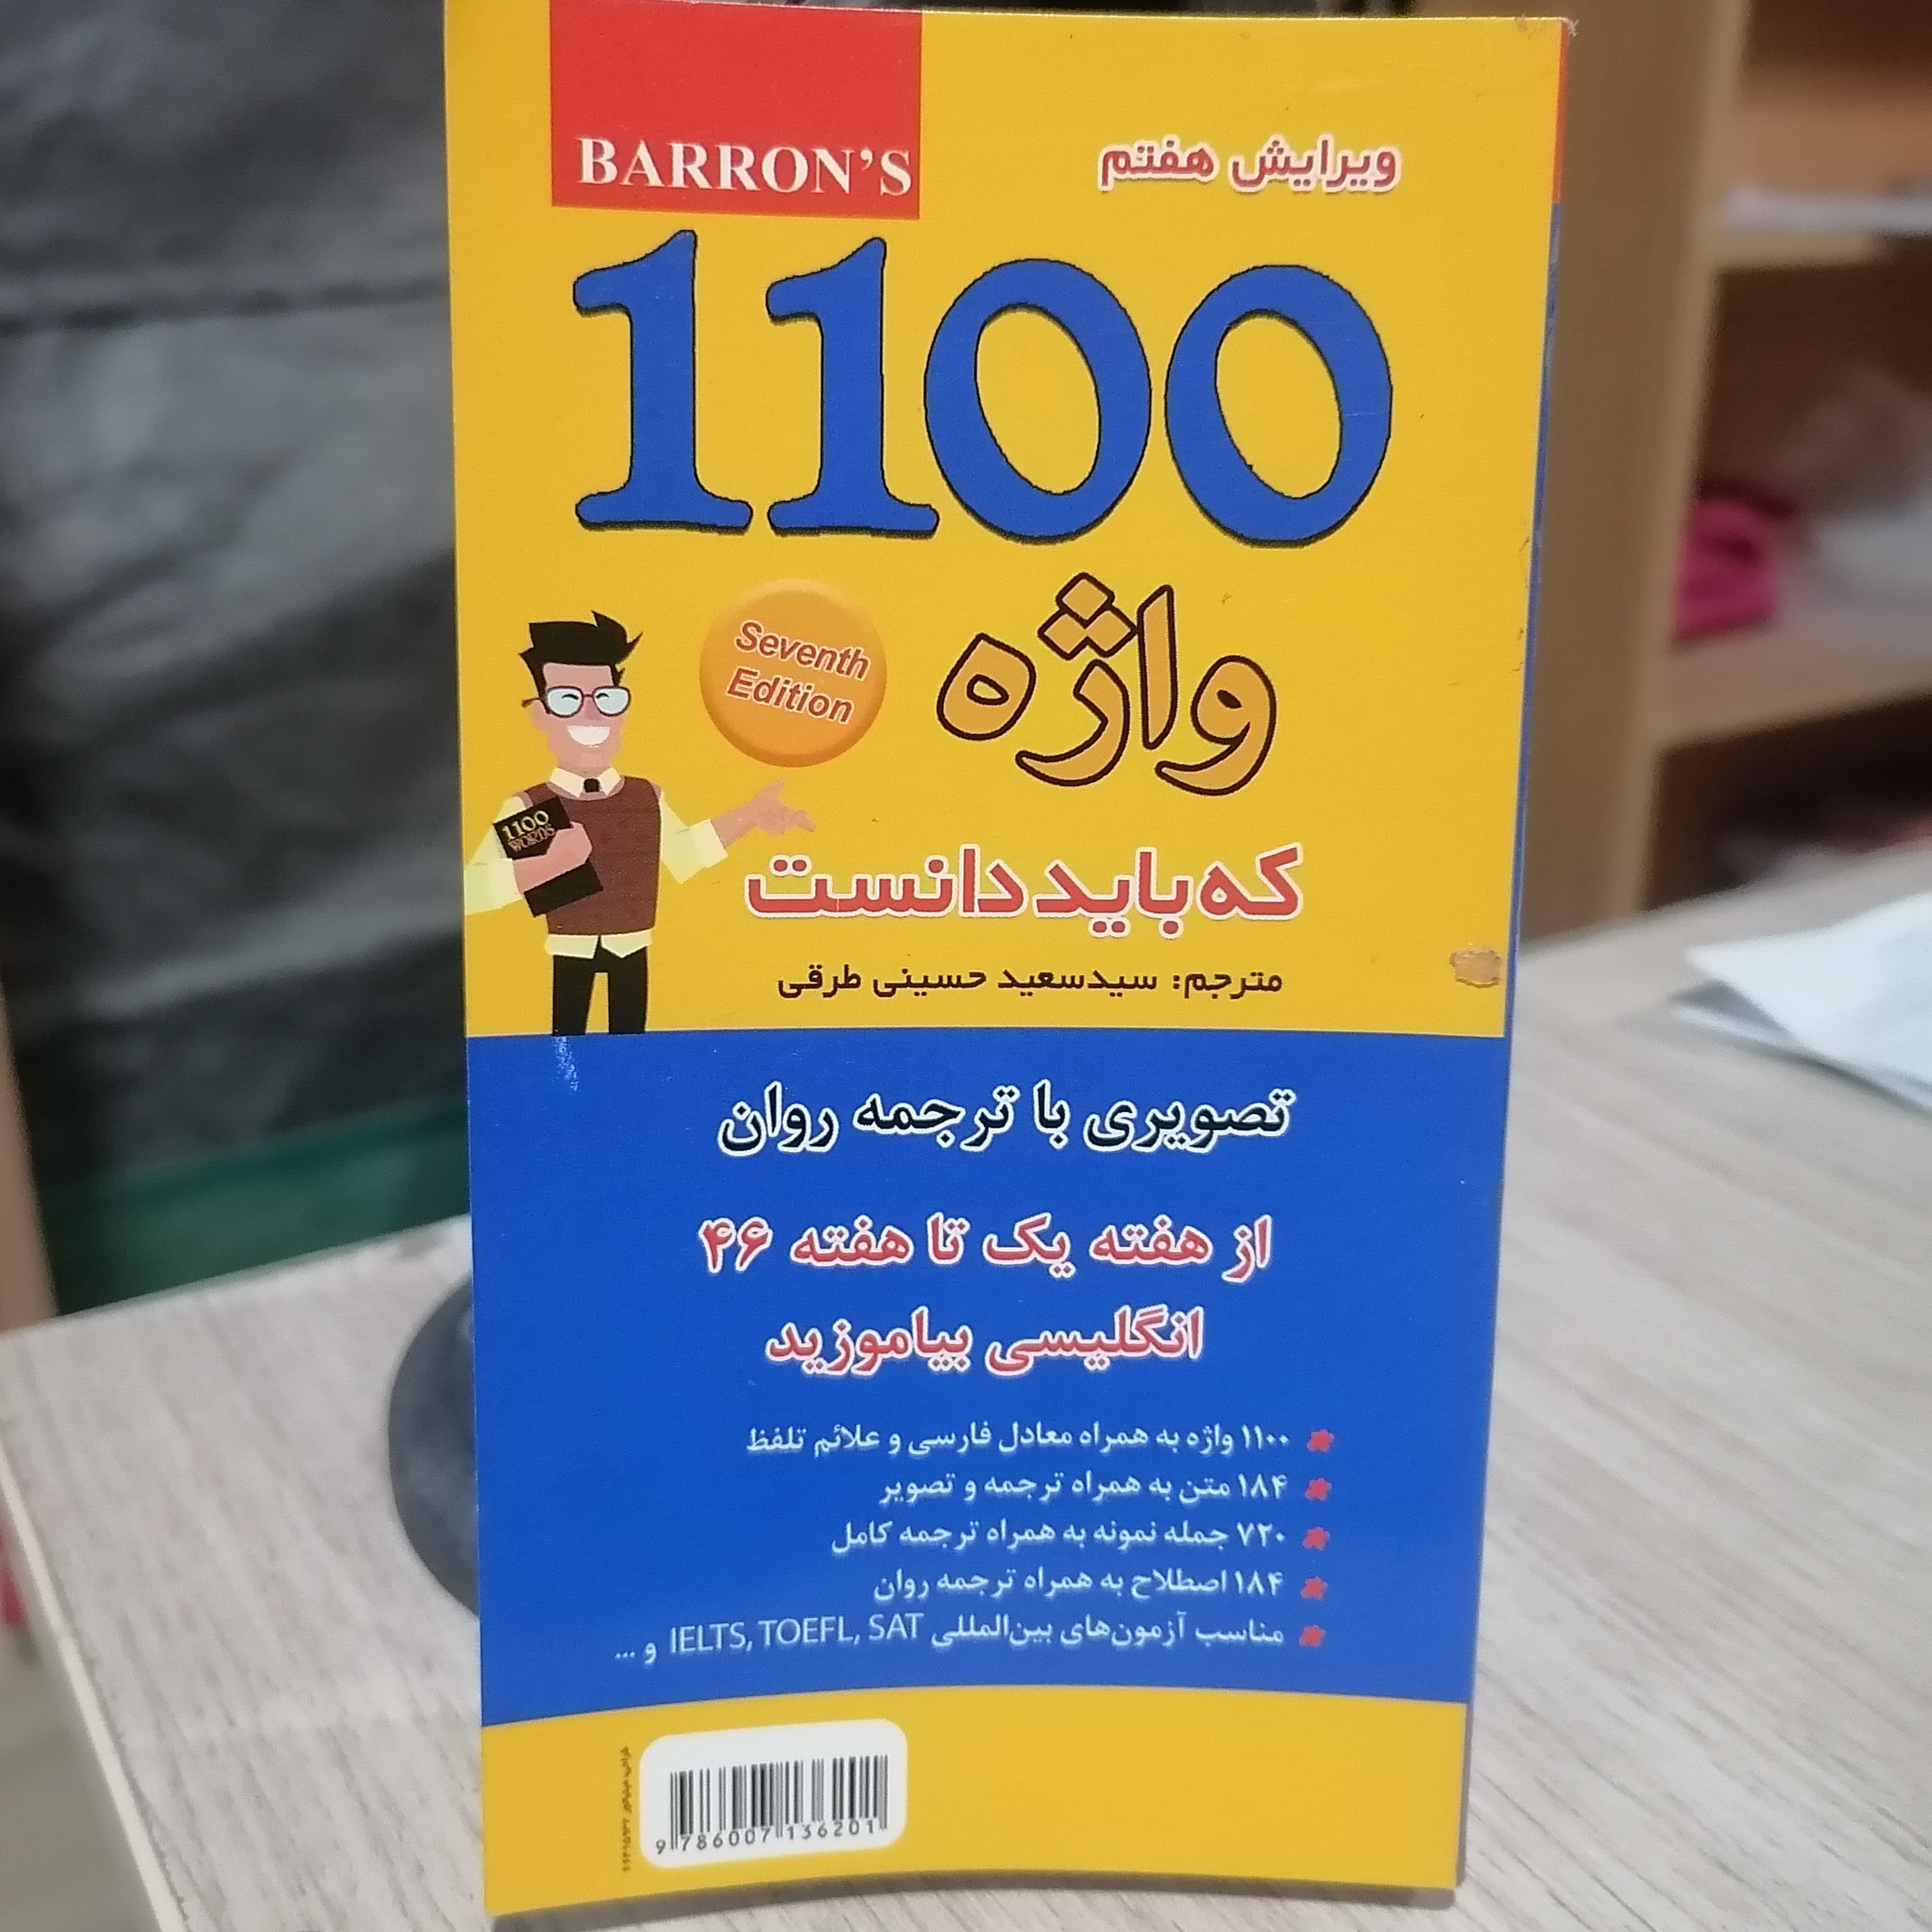 BARRON'S
ویرایش هفتم
1100
واژه
Seventh
Edition
1100
WORDS
که باید دانست
مترجم: سیدسعید حسینی طرقی
تصویری با ترجمه روان
از هفته یک تا هفته ۴۶
انگلیسی بیاموزید
۱۱۰۰ واژه به همراه معادل فارسی و علائم تلفظ
۱۸۴ متن به همراه ترجمه و تصویر
۷۲۰ جمله نمونه به همراه ترجمه کامل
۱۸۴ اصطلاح به همراه ترجمه روان
مناسب آزمون‌های بین‌المللی IELTS, TOEFL, SAT و ...
9 786007 136201